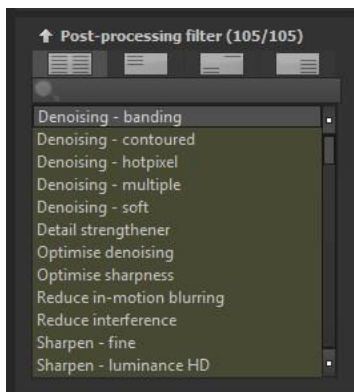 Post-processing filter (105/105)
Denoising - banding
Denoising - contoured
Denoising - hotpixel
Denoising - multiple
Denoising - soft
Detail strengthener
Optimise denoising
Optimise sharpness
Reduce in-motion blurring
Reduce interference
Sharpen - fine
Sharpen - luminance HD